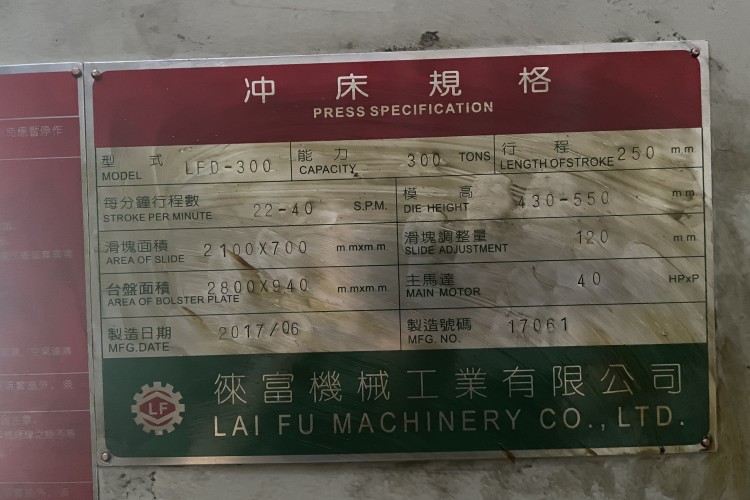 冲床規格
PRESS SPECIFICATION
型式 MODEL LFD-300 能力 CAPACITY 300 TONS 行程 LENGTH OF STROKE 250 mm
每分鐘行程數 STROKE PER MINUTE 22-40 S.P.M. 模高 DIE HEIGHT 430-550 mm
滑塊面積 AREA OF SLIDE 2100X700 m.mxm.m. 滑塊調整量 SLIDE ADJUSTMENT 120 mm
台盤面積 AREA OF BOLSTER PLATE 2800X940 m.mxm.m. 主馬達 MAIN MOTOR 40 HPxP
製造日期 MFG.DATE 2017/06 製造號碼 MFG. NO. 17061
LF
徠富機械工業有限公司
LAI FU MACHINERY CO., LTD.